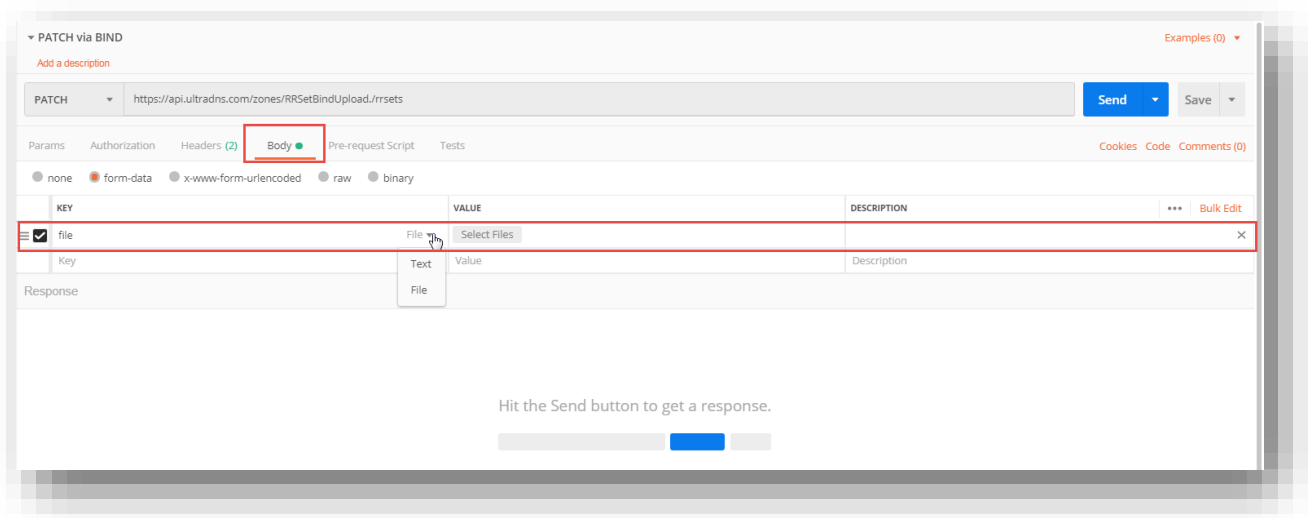 PATCH via BIND Examples (0)
Add a description
PATCH https://api.ultradns.com/zones/RRSetBindUpload./rrsets Send Save
Params Authorization Headers (2) Body Pre-request Script Tests Cookies Code Comments (0)
none form-data x-www-form-urlencoded raw binary
KEY VALUE DESCRIPTION ••• Bulk Edit
file File Select Files
Key Value Description
Text
File
Response
Hit the Send button to get a response.